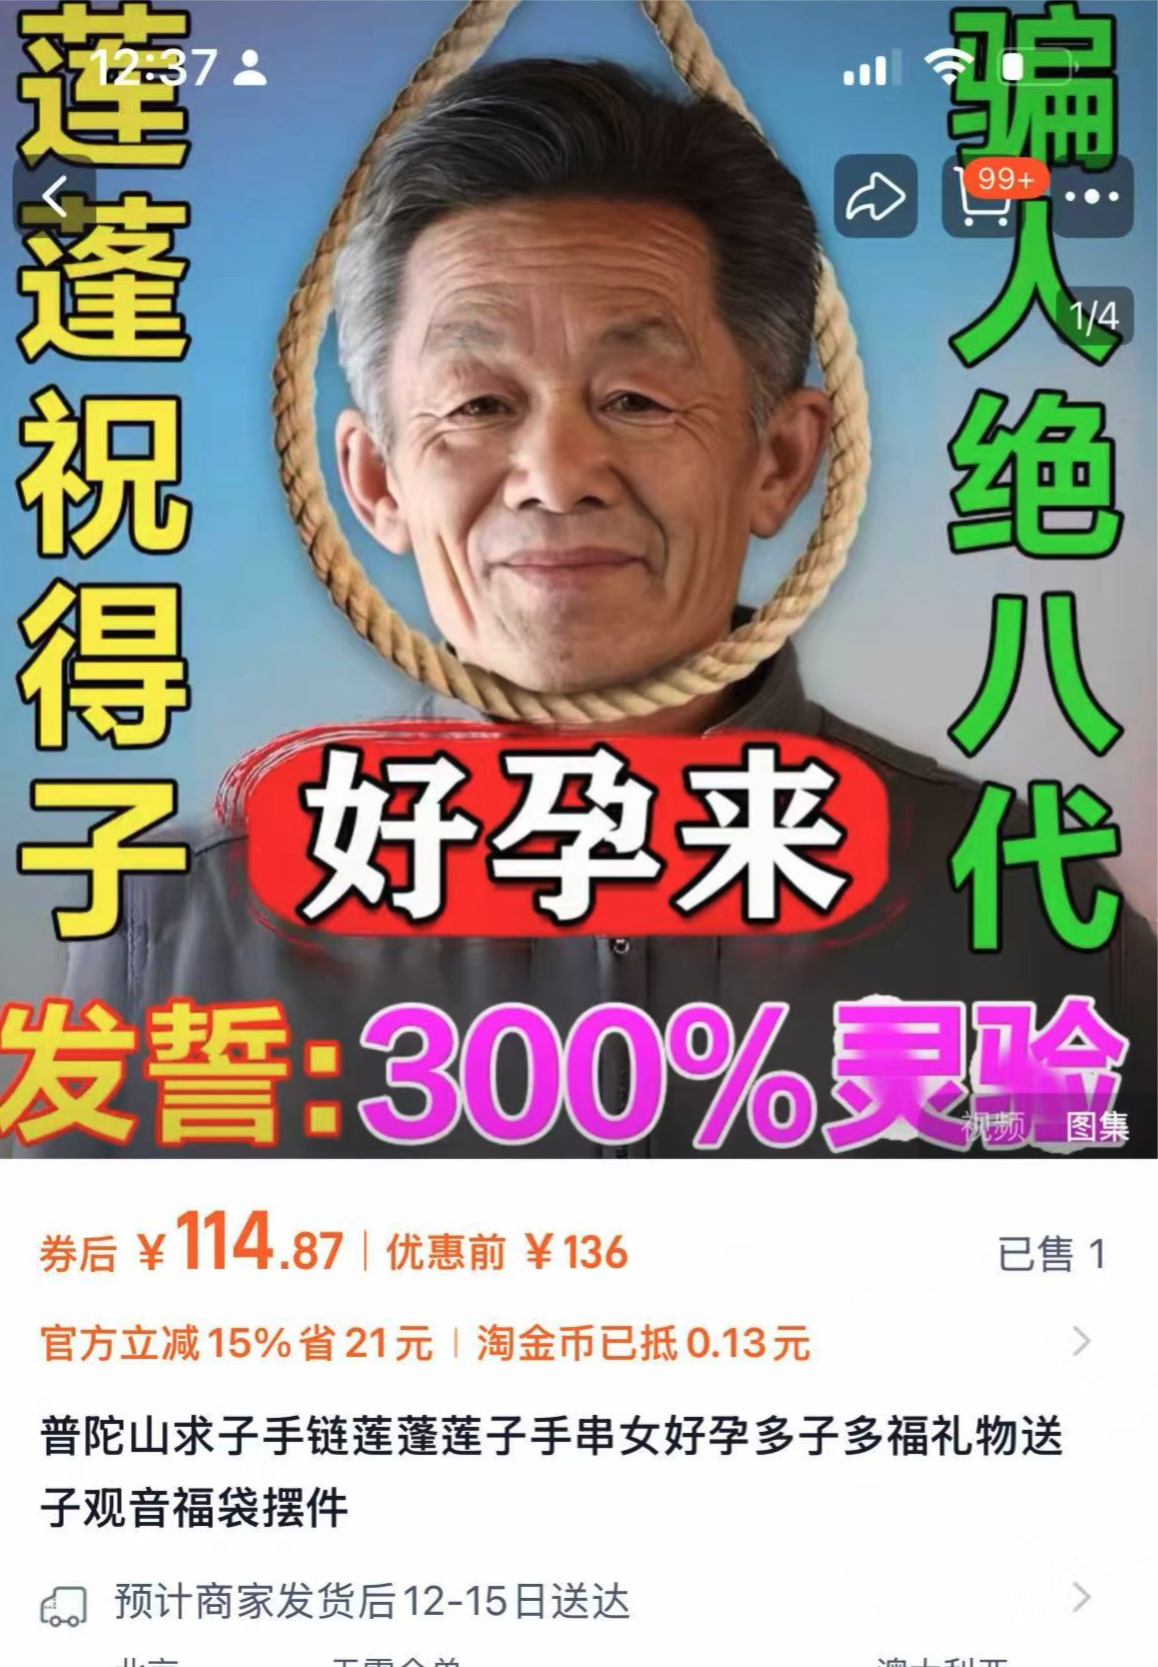 12:37
99+
1/4
莲蓬祝得子
骗人绝八代
好孕来
发誓:300%灵验
视频 图集
券后 ¥114.87 优惠前 ¥136
已售 1
官方立减15%省21元 淘金币已抵0.13元
普陀山求子手链莲蓬莲子手串女好孕多子多福礼物送
子观音福袋摆件
预计商家发货后12-15日送达